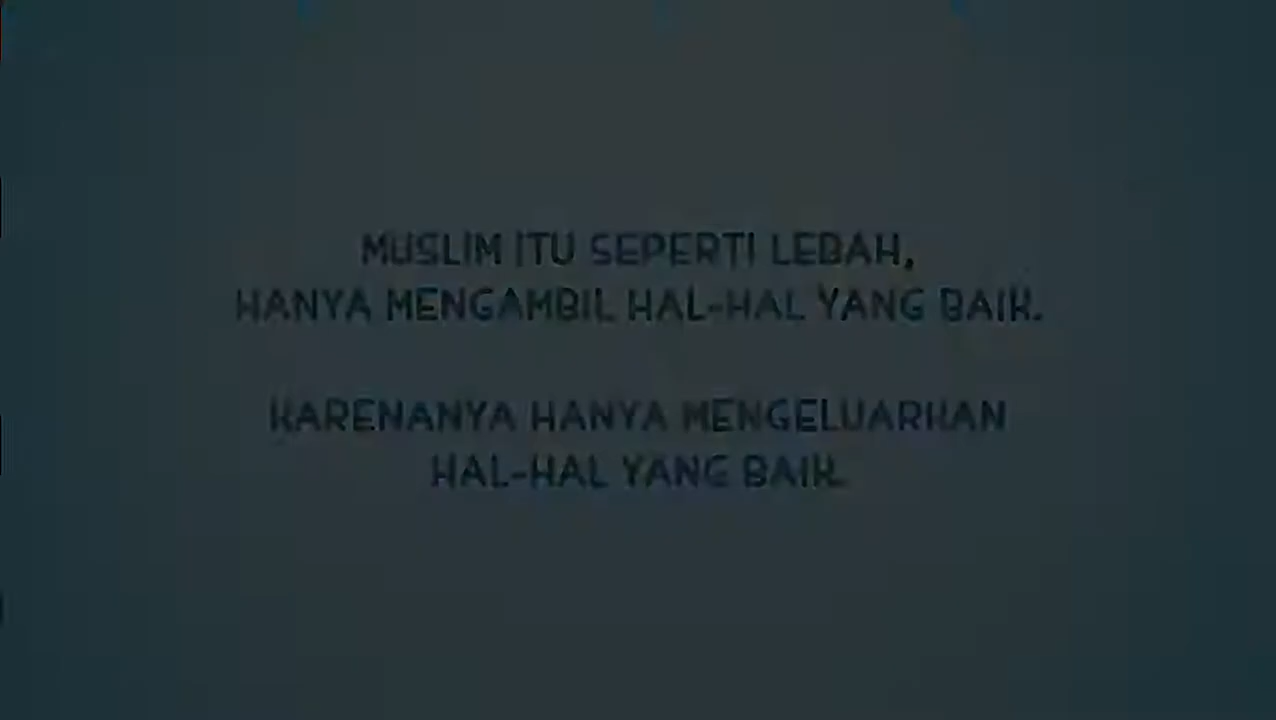 MUSLIM ITU SEPERTI LEBAH,
HANYA MENGAMBIL HAL-HAL YANG BAIK.
KARENANYA HANYA MENGELUARKAN
HAL-HAL YANG BAIK.